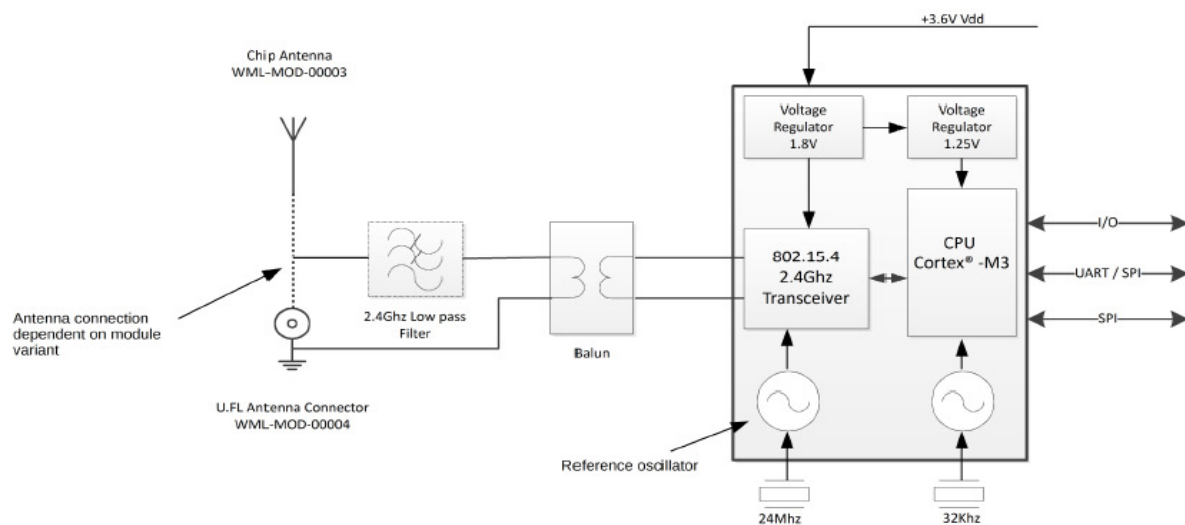 +3.6V Vdd
Chip Antenna
WML-MOD-00003
Voltage
Regulator
1.8V
Voltage
Regulator
1.25V
802.15.4
2.4Ghz
Transceiver
CPU
Cortex® -M3
I/O
UART / SPI
SPI
2.4Ghz Low pass
Filter
Balun
Antenna connection
dependent on module
variant
U.FL Antenna Connector
WML-MOD-00004
Reference oscillator
24Mhz
32Khz